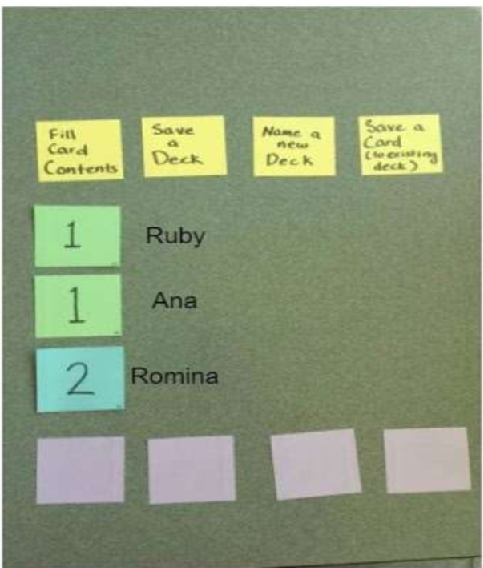 Fill
Card
Contents
Save
a
Deck
Name a
new
Deck
Save a
Card
(to existing
deck)
1
Ruby
1
Ana
2
Romina